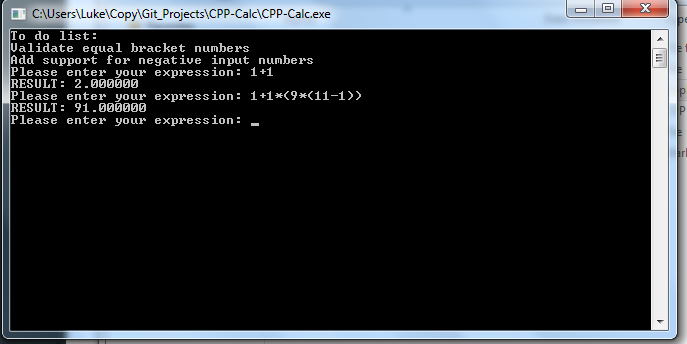 C:\Users\Luke\Copy\Git_Projects\CPP-Calc\CPP-Calc.exe
To do list:
Validate equal bracket numbers
Add support for negative input numbers
Please enter your expression: 1+1
RESULT: 2.000000
Please enter your expression: 1+1*(9*(11-1))
RESULT: 91.000000
Please enter your expression: _